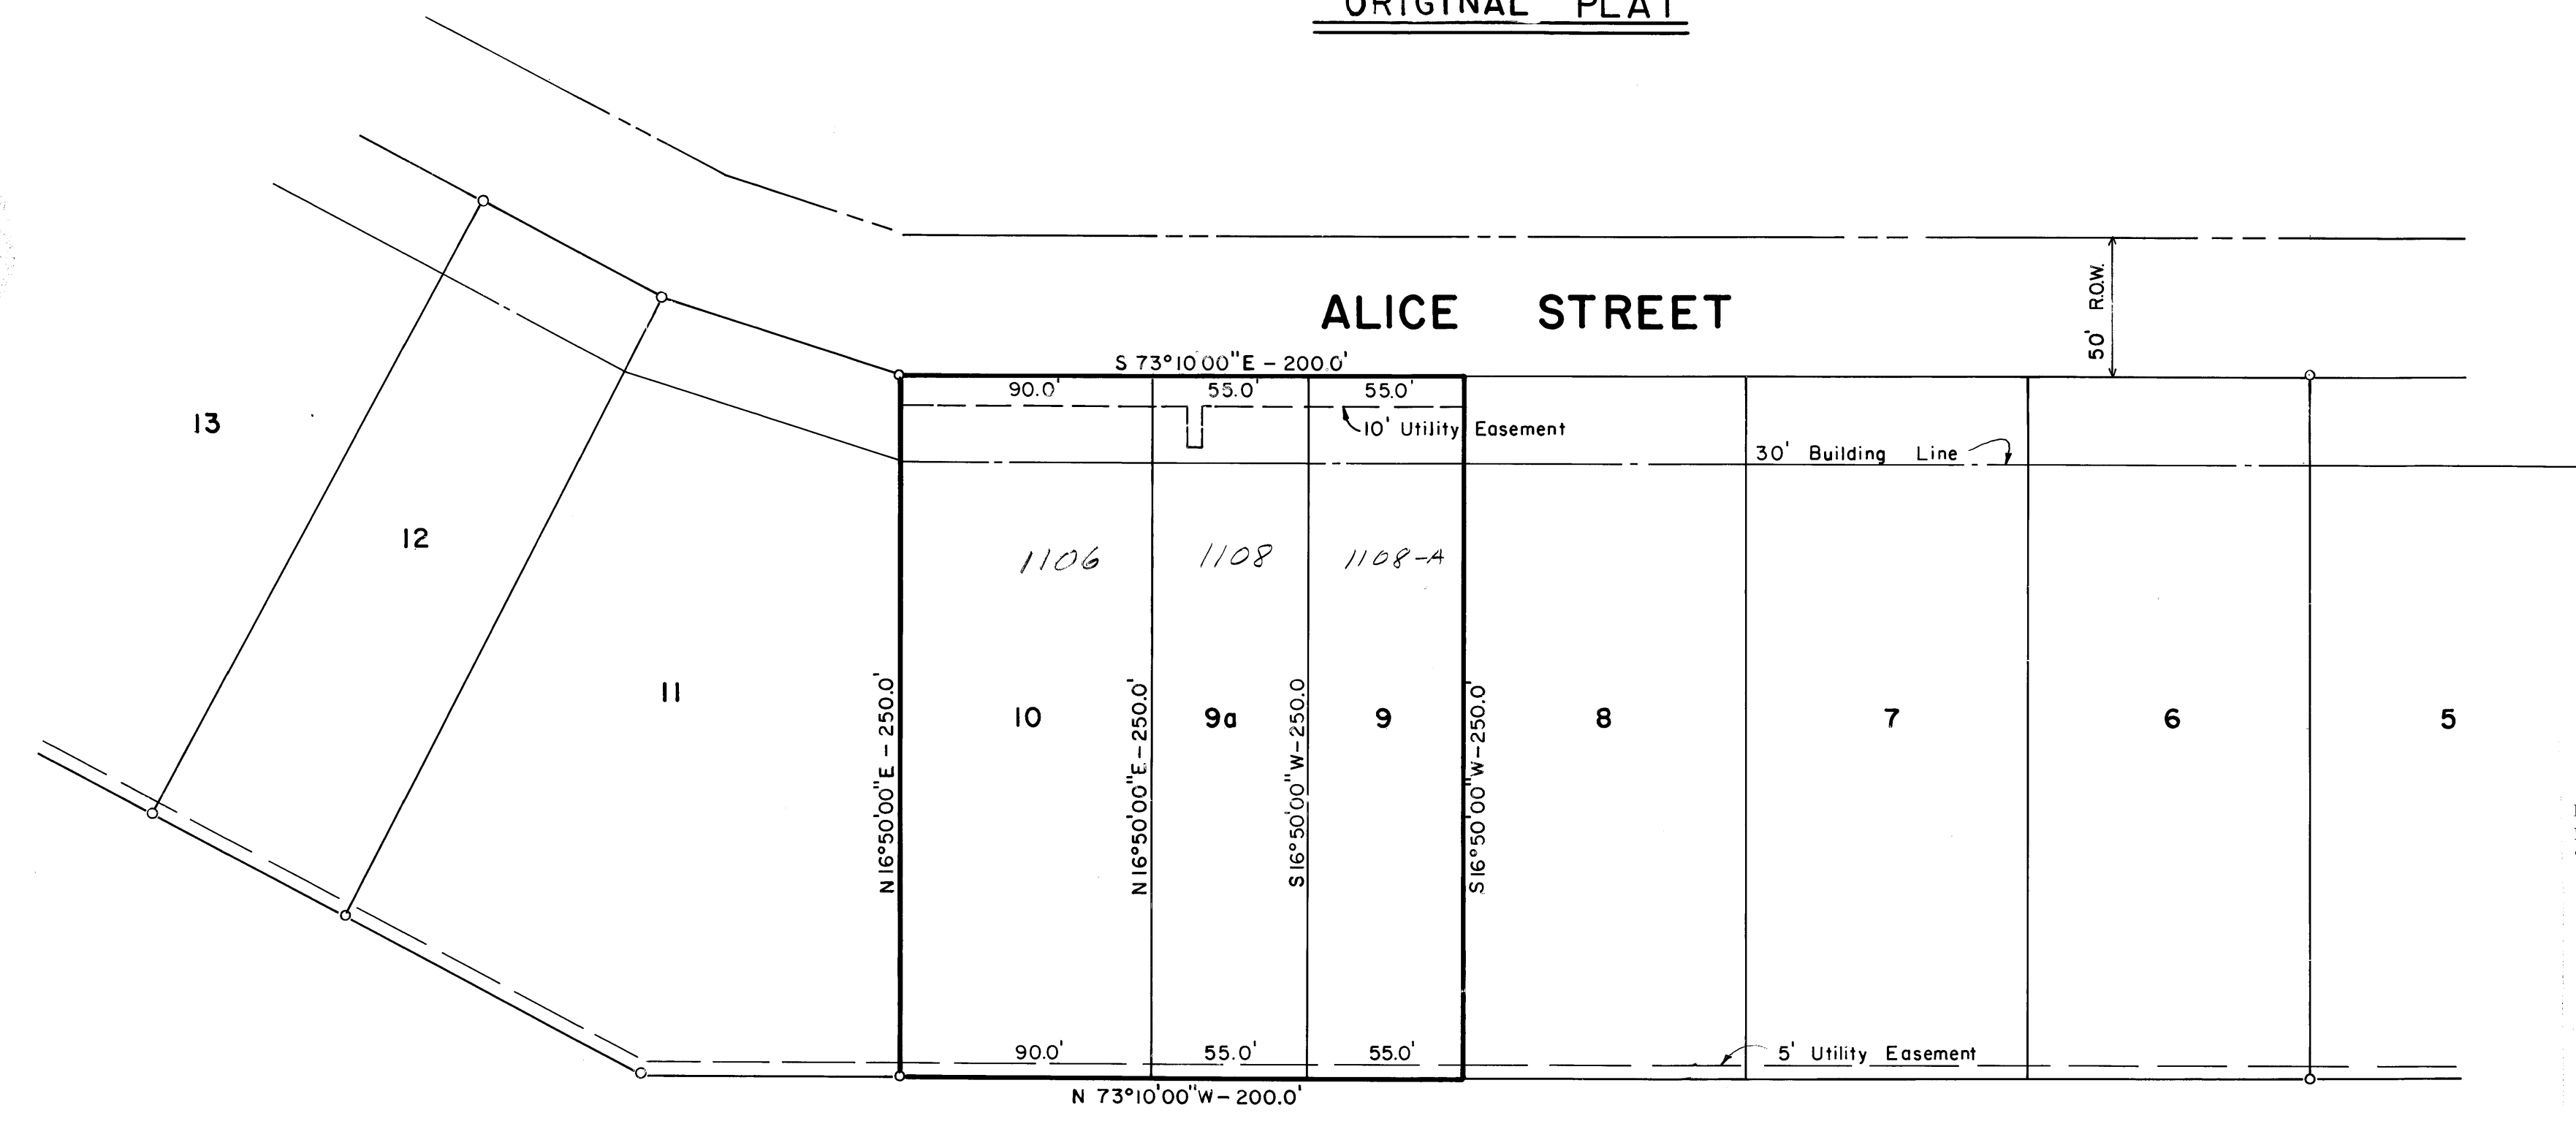 ORIGINAL PLAT
ALICE STREET
50' R.O.W.
S 73°10'00"E – 200.0'
90.0' 55.0' 55.0'
10' Utility Easement
30' Building Line
13
12
11
1106 1108 1108-A
N 16°50'00"E – 250.0'
N 16°50'00"E – 250.0'
S 16°50'00"W – 250.0
S 16°50'00"W – 250.0'
10 9a 9 8 7 6 5
90.0' 55.0' 55.0'
5' Utility Easement
N 73°10'00"W – 200.0'